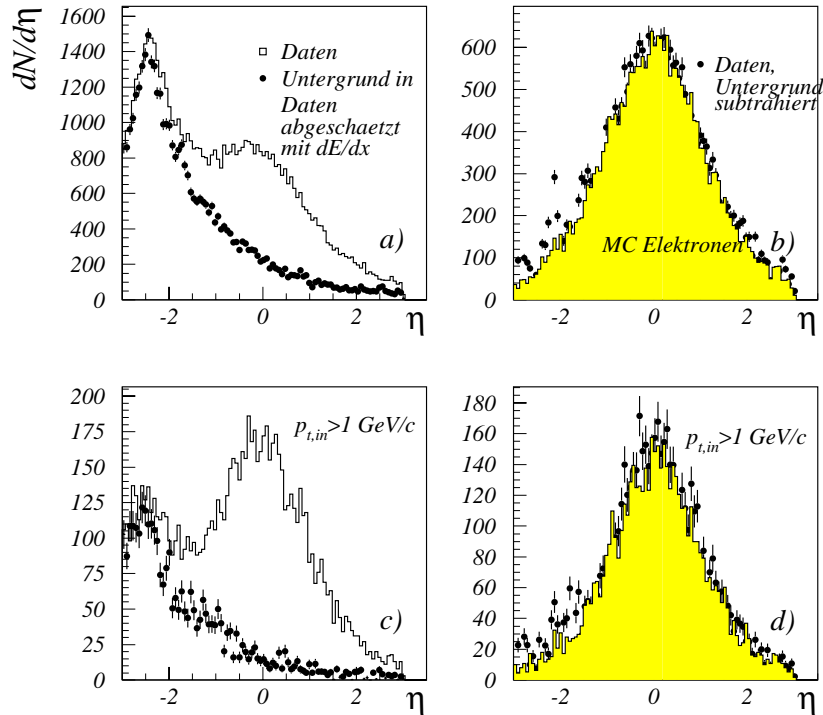 dN/dη
1600
1400
1200
1000
800
600
400
200
0
-2
0
2
η
Daten
Untergrund in
Daten
abgeschaetzt
mit dE/dx
a)
600
500
400
300
200
100
0
-2
0
2
η
Daten,
Untergrund
subtrahiert
MC Elektronen
b)
200
175
150
125
100
75
50
25
0
-2
0
2
η
p_{t,in}>1 GeV/c
c)
180
160
140
120
100
80
60
40
20
0
-2
0
2
η
p_{t,in}>1 GeV/c
d)